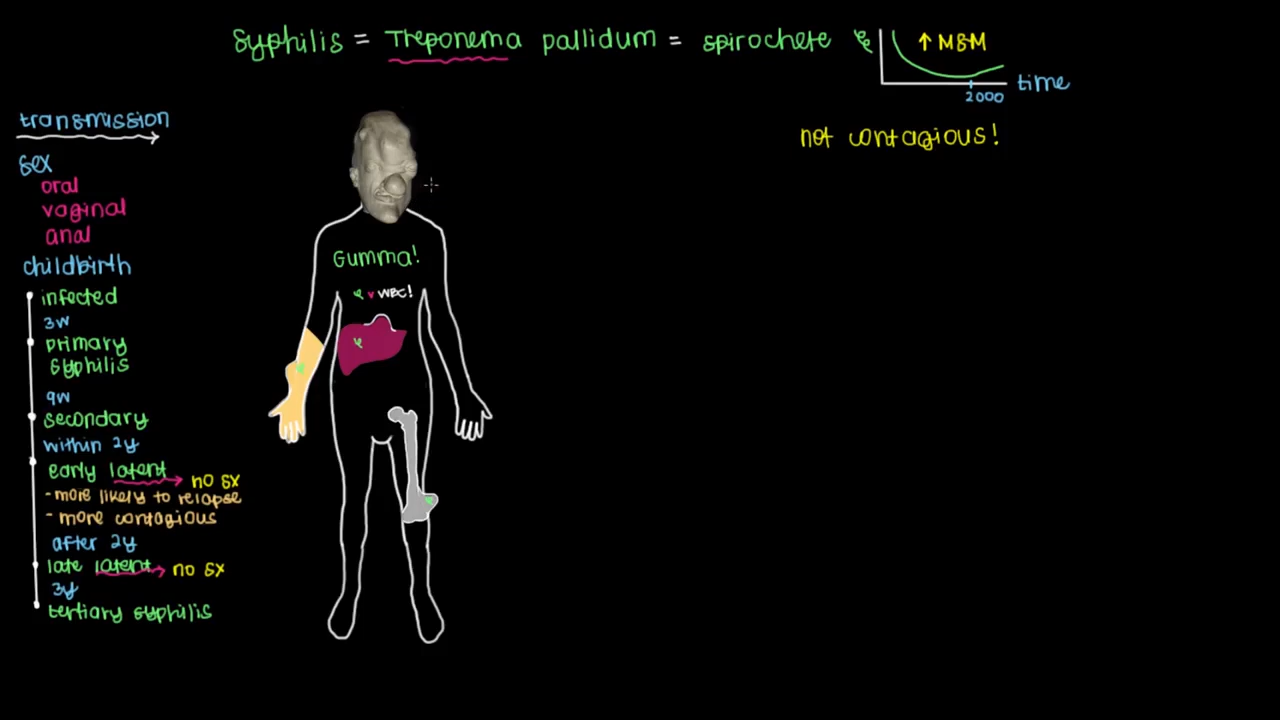 syphilis = Treponema pallidum = spirochete
↑ MSM
time
2000
not contagious!
transmission
sex
oral
vaginal
anal
childbirth
infected
3w
primary
syphilis
9w
secondary
within 2y
early latent → no sx
- more likely to relapse
- more contagious
after 2y
late latent → no sx
3y
tertiary syphilis
Gumma!
v WBC!